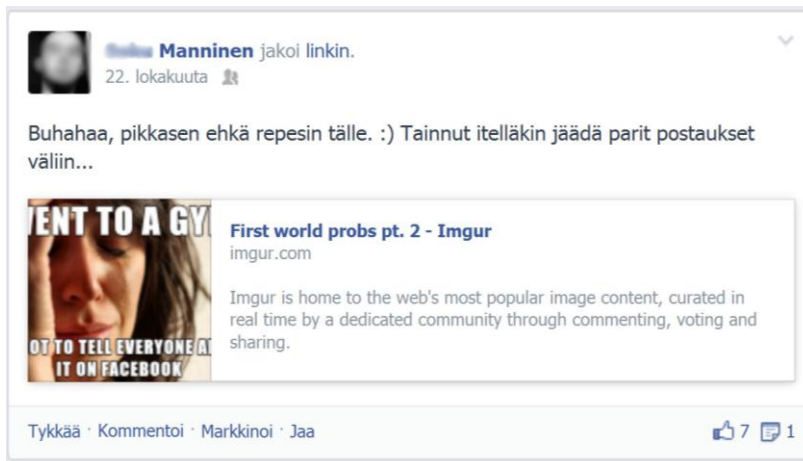 Manninen jakoi linkin.
22. lokakuuta
Buhahaa, pikkasen ehkä repesin tälle. :) Tainnut itelläkin jäädä parit postaukset
väliin...
ENT TO A GY
OT TO TELL EVERYONE A
IT ON FACEBOOK
First world probs pt. 2 - Imgur
imgur.com
Imgur is home to the web's most popular image content, curated in
real time by a dedicated community through commenting, voting and
sharing.
Tykkää · Kommentoi · Markkinoi · Jaa
7 1